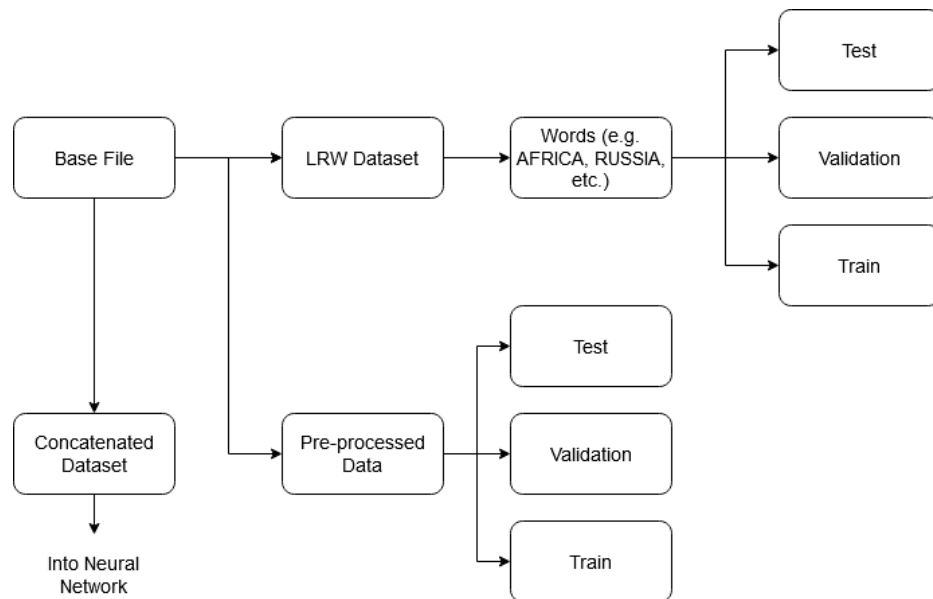 Test
Base File
LRW Dataset
Words (e.g.
AFRICA, RUSSIA,
etc.)
Validation
Train
Test
Concatenated
Dataset
Pre-processed
Data
Validation
Train
Into Neural
Network